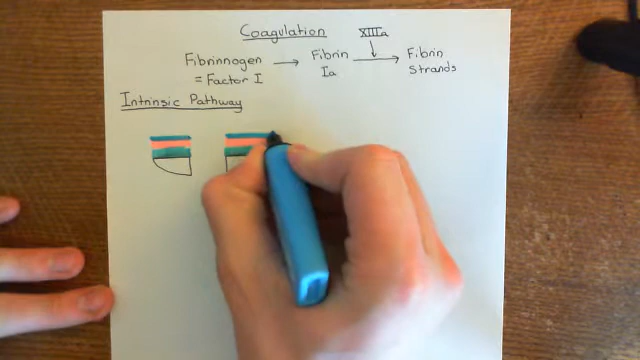 Coagulation
XIIIa
Fibrinnogen → Fibrin → Fibrin
= Factor I Ia Strands
Intrinsic Pathway